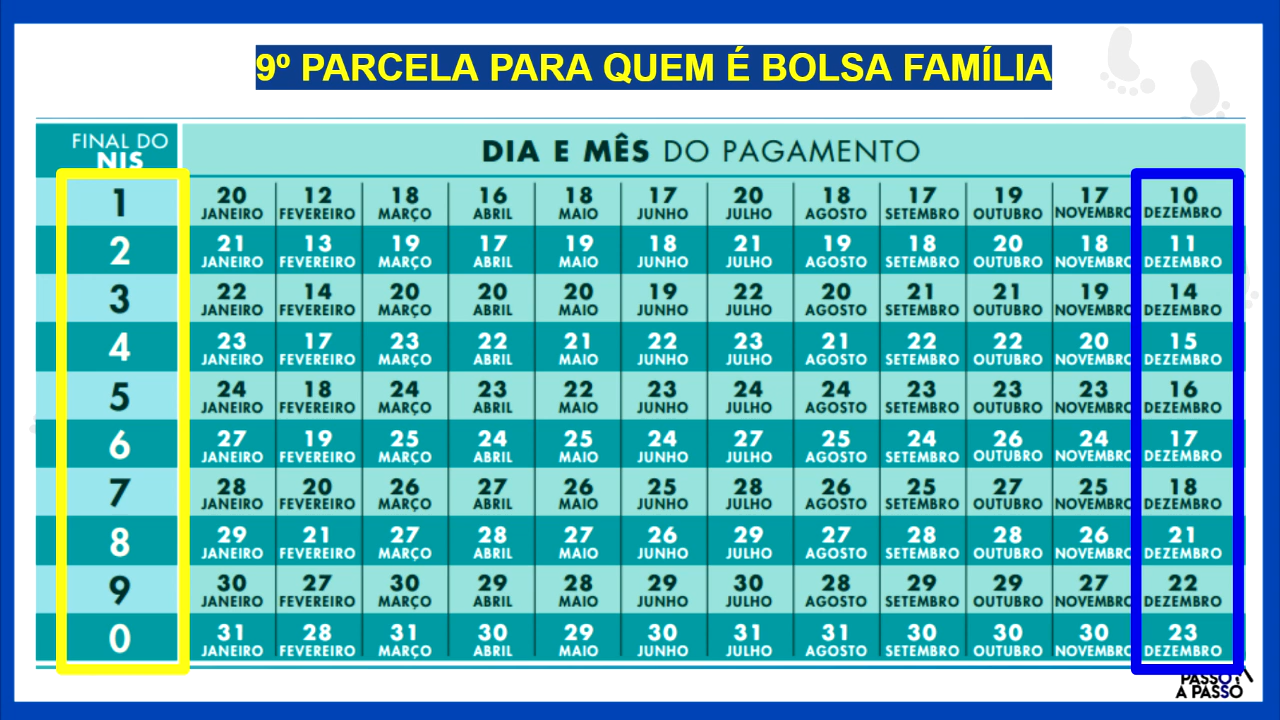 9º PARCELA PARA QUEM É BOLSA FAMÍLIA
FINAL DO NIS
DIA E MÊS DO PAGAMENTO
1 20 JANEIRO 12 FEVEREIRO 18 MARÇO 16 ABRIL 18 MAIO 17 JUNHO 20 JULHO 18 AGOSTO 17 SETEMBRO 19 OUTUBRO 17 NOVEMBRO 10 DEZEMBRO
2 21 JANEIRO 13 FEVEREIRO 19 MARÇO 17 ABRIL 19 MAIO 18 JUNHO 21 JULHO 19 AGOSTO 18 SETEMBRO 20 OUTUBRO 18 NOVEMBRO 11 DEZEMBRO
3 22 JANEIRO 14 FEVEREIRO 20 MARÇO 20 ABRIL 20 MAIO 19 JUNHO 22 JULHO 20 AGOSTO 21 SETEMBRO 21 OUTUBRO 19 NOVEMBRO 14 DEZEMBRO
4 23 JANEIRO 17 FEVEREIRO 23 MARÇO 22 ABRIL 21 MAIO 22 JUNHO 23 JULHO 21 AGOSTO 22 SETEMBRO 22 OUTUBRO 20 NOVEMBRO 15 DEZEMBRO
5 24 JANEIRO 18 FEVEREIRO 24 MARÇO 23 ABRIL 22 MAIO 23 JUNHO 24 JULHO 24 AGOSTO 23 SETEMBRO 23 OUTUBRO 23 NOVEMBRO 16 DEZEMBRO
6 27 JANEIRO 19 FEVEREIRO 25 MARÇO 24 ABRIL 25 MAIO 24 JUNHO 27 JULHO 25 AGOSTO 24 SETEMBRO 26 OUTUBRO 24 NOVEMBRO 17 DEZEMBRO
7 28 JANEIRO 20 FEVEREIRO 26 MARÇO 27 ABRIL 26 MAIO 25 JUNHO 28 JULHO 26 AGOSTO 25 SETEMBRO 27 OUTUBRO 25 NOVEMBRO 18 DEZEMBRO
8 29 JANEIRO 21 FEVEREIRO 27 MARÇO 28 ABRIL 27 MAIO 26 JUNHO 29 JULHO 27 AGOSTO 28 SETEMBRO 28 OUTUBRO 26 NOVEMBRO 21 DEZEMBRO
9 30 JANEIRO 27 FEVEREIRO 30 MARÇO 29 ABRIL 28 MAIO 29 JUNHO 30 JULHO 28 AGOSTO 29 SETEMBRO 29 OUTUBRO 27 NOVEMBRO 22 DEZEMBRO
0 31 JANEIRO 28 FEVEREIRO 31 MARÇO 30 ABRIL 29 MAIO 30 JUNHO 31 JULHO 31 AGOSTO 30 SETEMBRO 30 OUTUBRO 30 NOVEMBRO 23 DEZEMBRO
PASSO
A PASSO